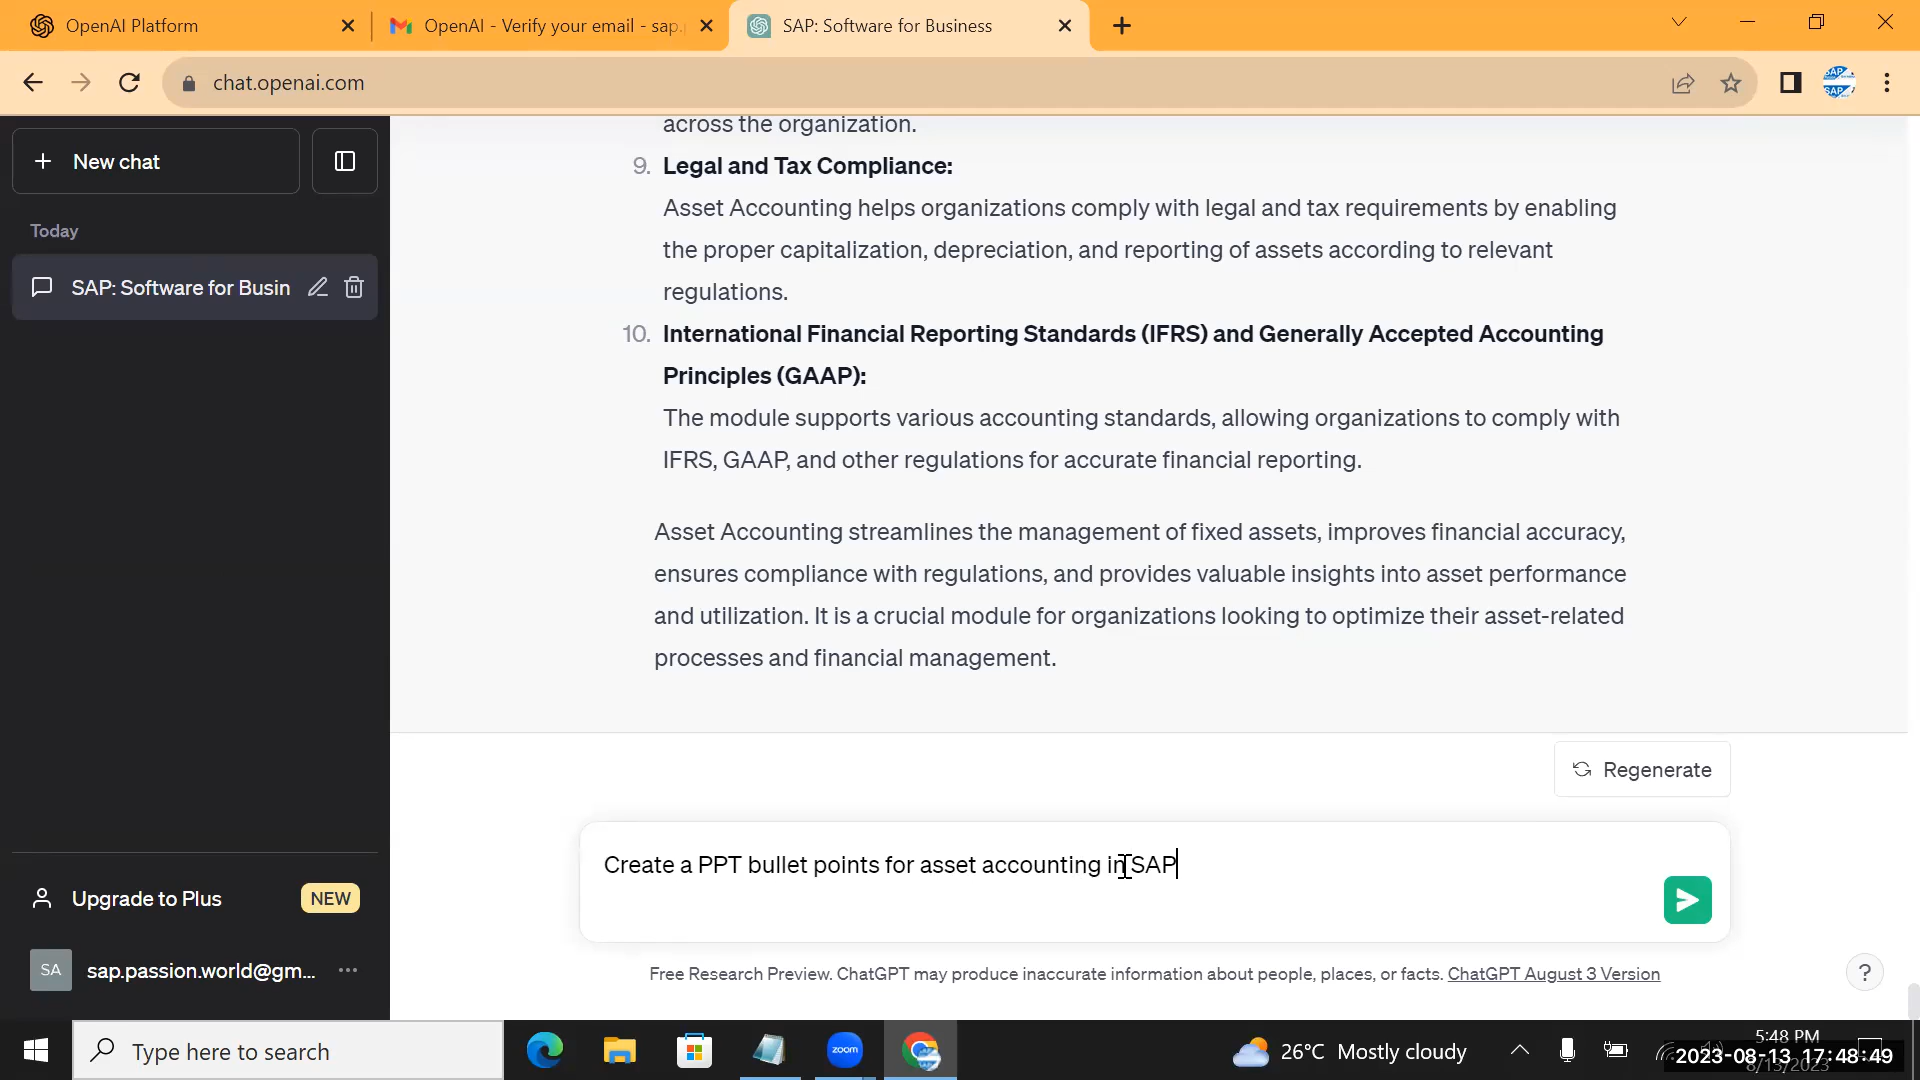 OpenAI Platform
OpenAI - Verify your email - sap.
SAP: Software for Business
chat.openai.com
New chat
Today
SAP: Software for Busin
across the organization.
9. Legal and Tax Compliance:
Asset Accounting helps organizations comply with legal and tax requirements by enabling
the proper capitalization, depreciation, and reporting of assets according to relevant
regulations.
10. International Financial Reporting Standards (IFRS) and Generally Accepted Accounting
Principles (GAAP):
The module supports various accounting standards, allowing organizations to comply with
IFRS, GAAP, and other regulations for accurate financial reporting.
Asset Accounting streamlines the management of fixed assets, improves financial accuracy,
ensures compliance with regulations, and provides valuable insights into asset performance
and utilization. It is a crucial module for organizations looking to optimize their asset-related
processes and financial management.
Regenerate
Create a PPT bullet points for asset accounting in SAP
Upgrade to Plus
NEW
SA
sap.passion.world@gm...
Free Research Preview. ChatGPT may produce inaccurate information about people, places, or facts. ChatGPT August 3 Version
?
Type here to search
zoom
26°C Mostly cloudy
5:48 PM
2023-08-13 17:48:49
8/13/2023